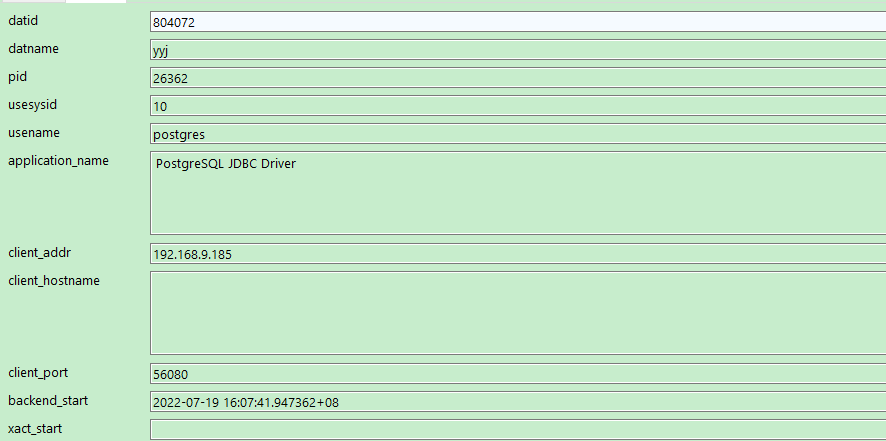 datid 804072
datname yyj
pid 26362
usesysid 10
usename postgres
application_name PostgreSQL JDBC Driver
client_addr 192.168.9.185
client_hostname
client_port 56080
backend_start 2022-07-19 16:07:41.947362+08
xact_start